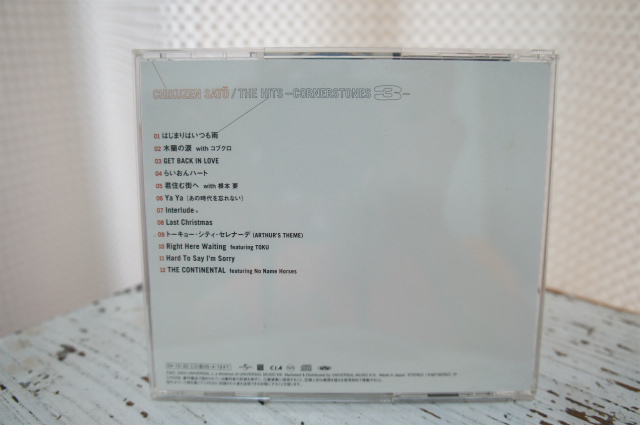 CHIKUZEN SATŌ / THE HITS —CORNERSTONES 3—
01 はじまりはいつも雨
02 木蘭の涙 with コブクロ
03 GET BACK IN LOVE
04 らいおんハート
05 君住む街へ with 根本 要
06 Ya Ya (あの時代を忘れない)
07 Interlude。
08 Last Christmas
09 トーキョー・シティ・セレナーデ (ARTHUR'S THEME)
10 Right Here Waiting featuring TOKU
11 Hard To Say I'm Sorry
12 THE CONTINENTAL featuring No Name Horses